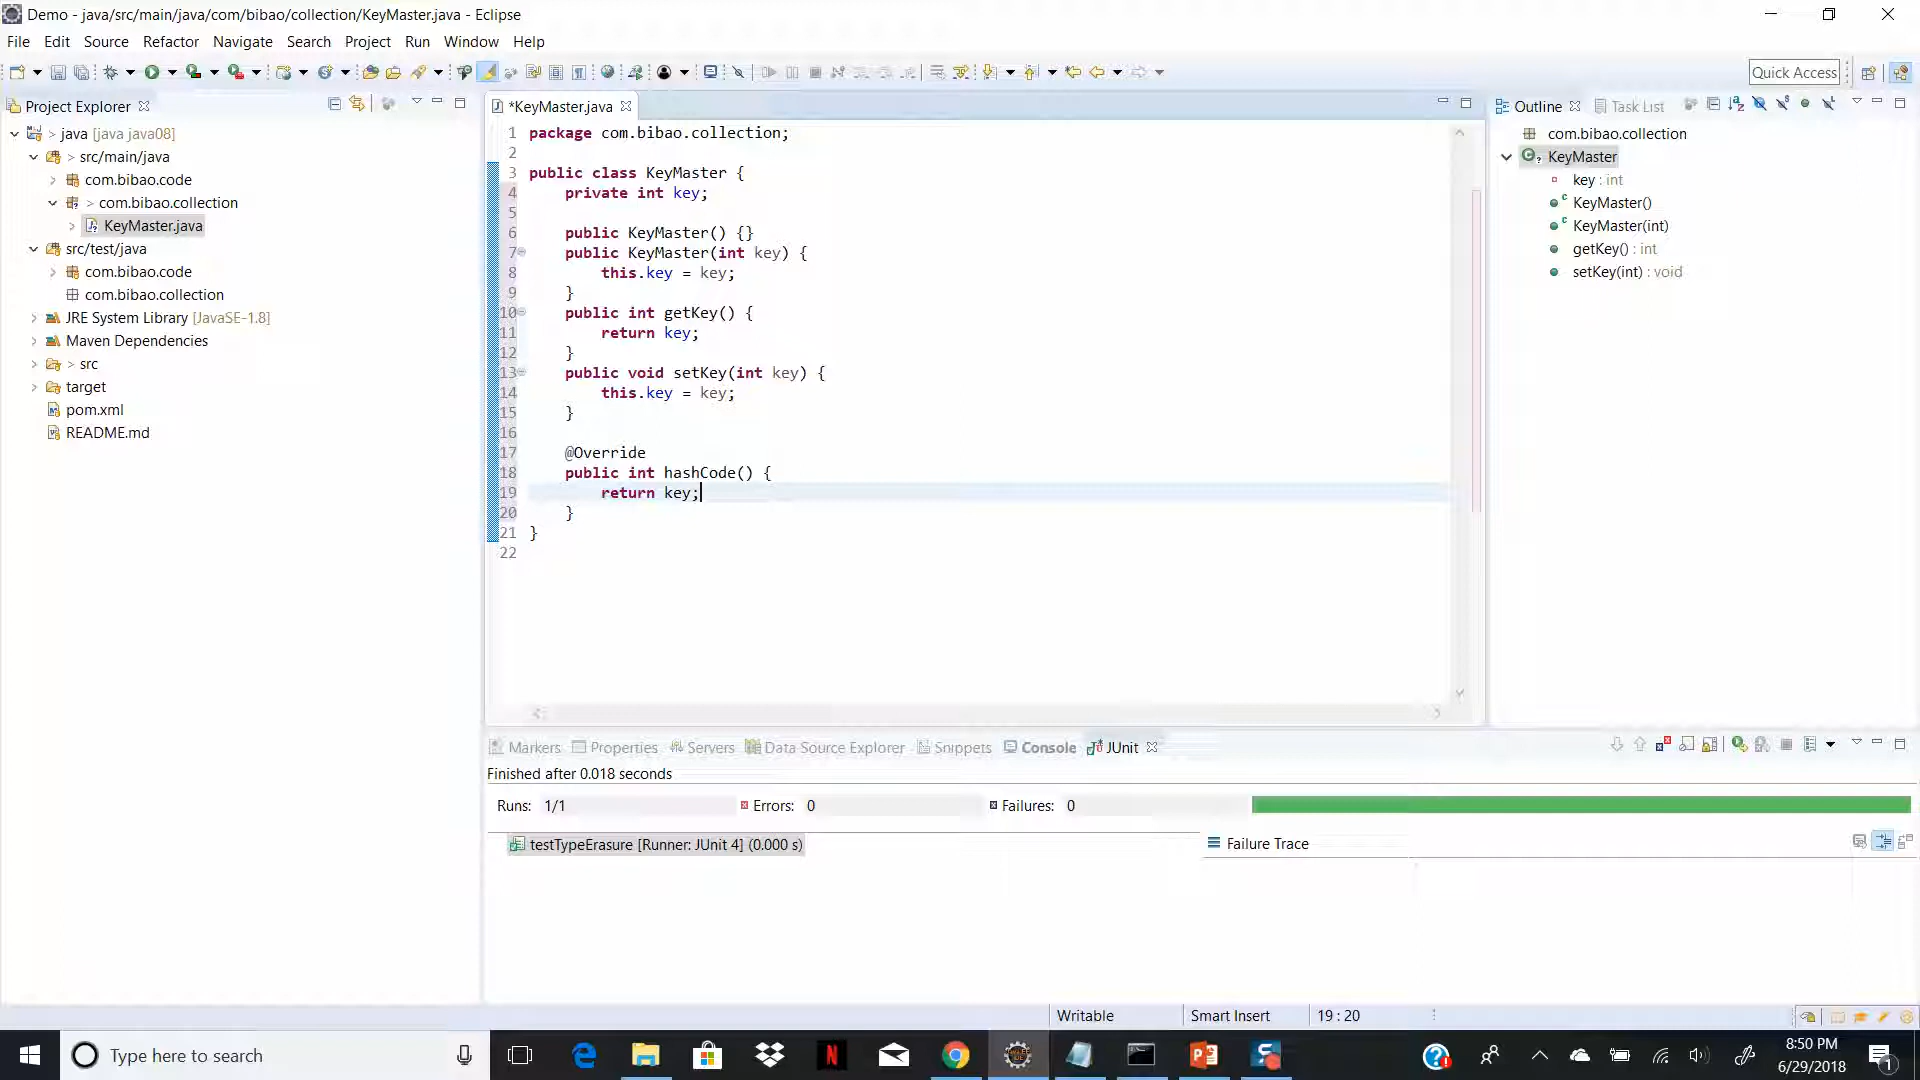 Demo - java/src/main/java/com/bibao/collection/KeyMaster.java - Eclipse
File Edit Source Refactor Navigate Search Project Run Window Help
Quick Access
Project Explorer
> java [java java08]
> src/main/java
com.bibao.code
> com.bibao.collection
KeyMaster.java
src/test/java
com.bibao.code
com.bibao.collection
JRE System Library [JavaSE-1.8]
Maven Dependencies
> src
target
pom.xml
README.md
*KeyMaster.java
1 package com.bibao.collection;
2
3 public class KeyMaster {
4 private int key;
5
6 public KeyMaster() {}
7 public KeyMaster(int key) {
8 this.key = key;
9 }
10 public int getKey() {
11 return key;
12 }
13 public void setKey(int key) {
14 this.key = key;
15 }
16
17 @Override
18 public int hashCode() {
19 return key;
20 }
21 }
22
Outline Task List
com.bibao.collection
KeyMaster
key : int
KeyMaster()
KeyMaster(int)
getKey() : int
setKey(int) : void
Markers Properties Servers Data Source Explorer Snippets Console JUnit
Finished after 0.018 seconds
Runs: 1/1 Errors: 0 Failures: 0
testTypeErasure [Runner: JUnit 4] (0.000 s)
Failure Trace
Writable Smart Insert 19 : 20
Type here to search
8:50 PM
6/29/2018
1